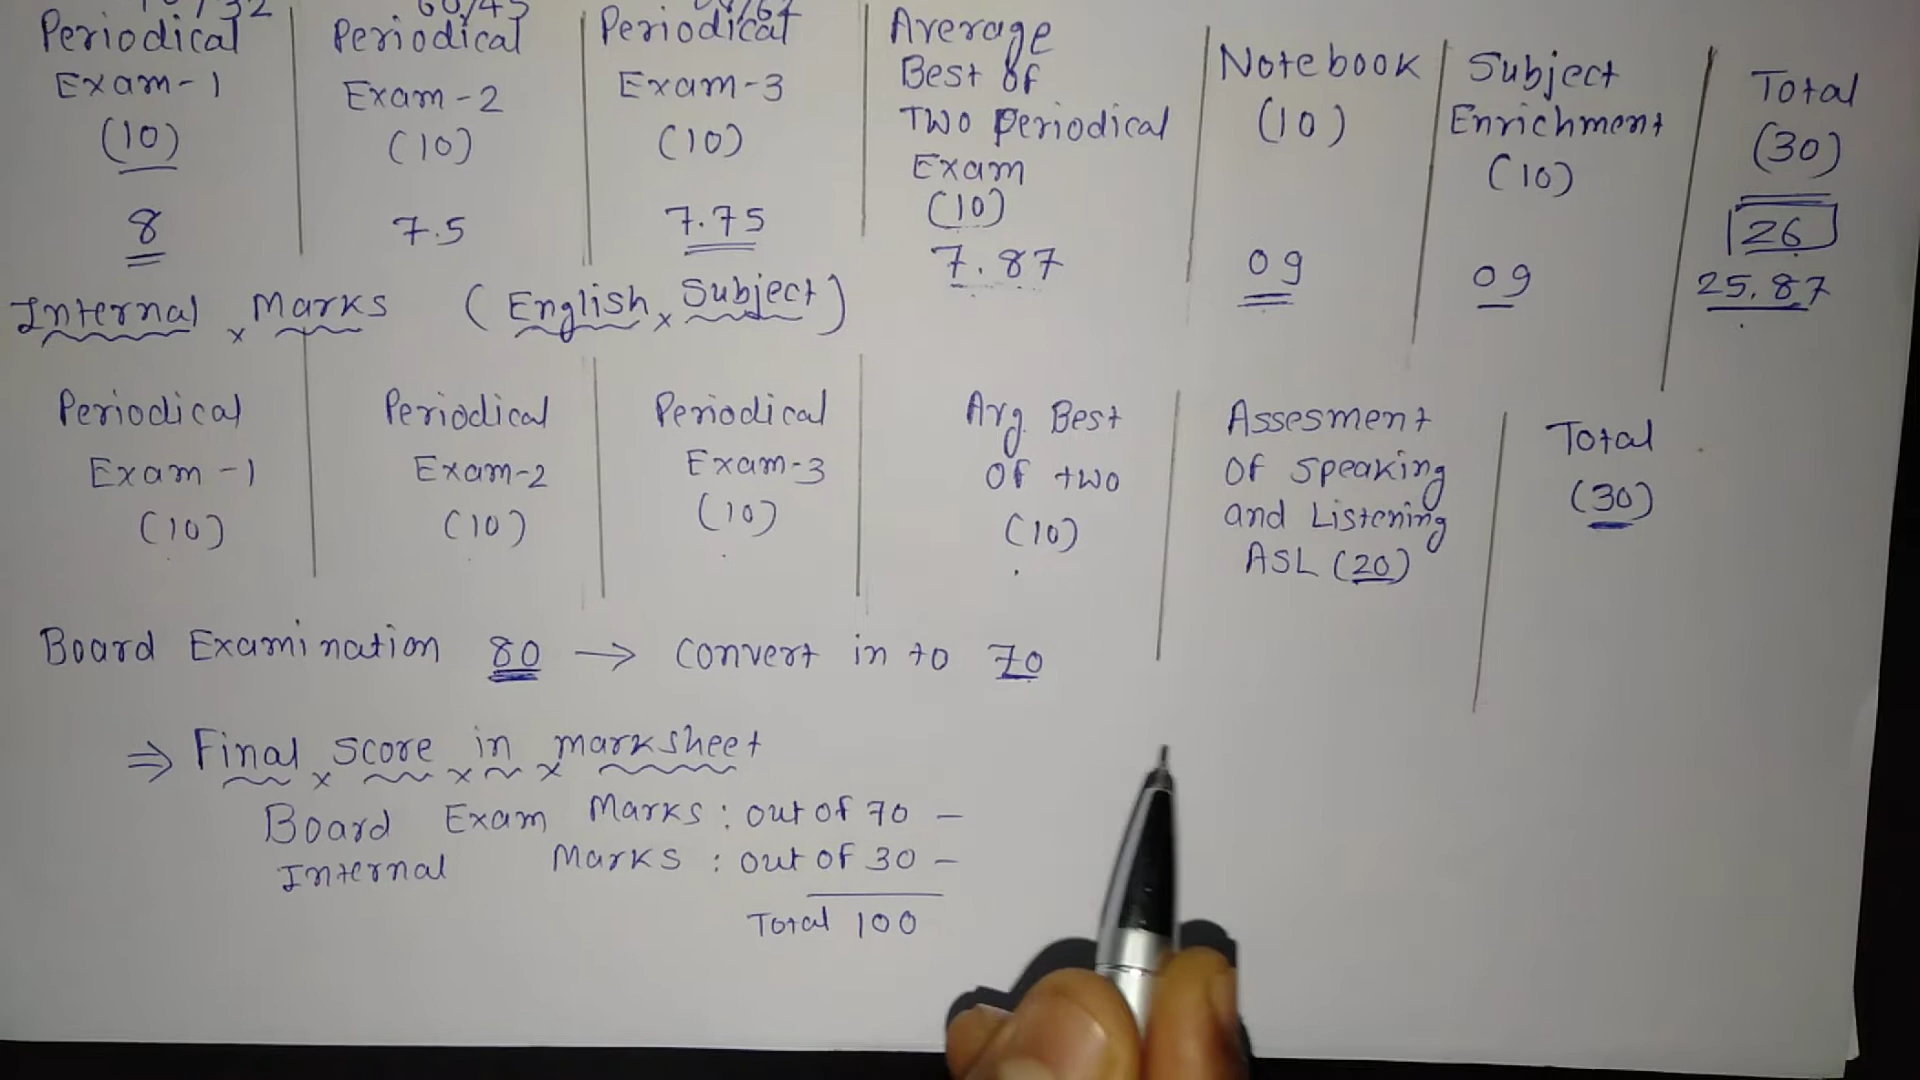 Periodical
Exam-1
(10)
8
Periodical
Exam-2
(10)
7.5
Periodical
Exam-3
(10)
7.75
Average
Best of
Two Periodical
Exam
(10)
7.87
Notebook
(10)
09
Subject
Enrichment
(10)
09
Total
(30)
26
25.87
Internal Marks (English Subject)
Periodical
Exam-1
(10)
Periodical
Exam-2
(10)
Periodical
Exam-3
(10)
Avg. Best
of two
(10)
Assesment
of speaking
and Listening
ASL (20)
Total
(30)
Board Examination 80 → convert in to 70
⇒ Final score in marksheet
Board Exam Marks: out of 70 –
Internal Marks: out of 30 –
Total 100